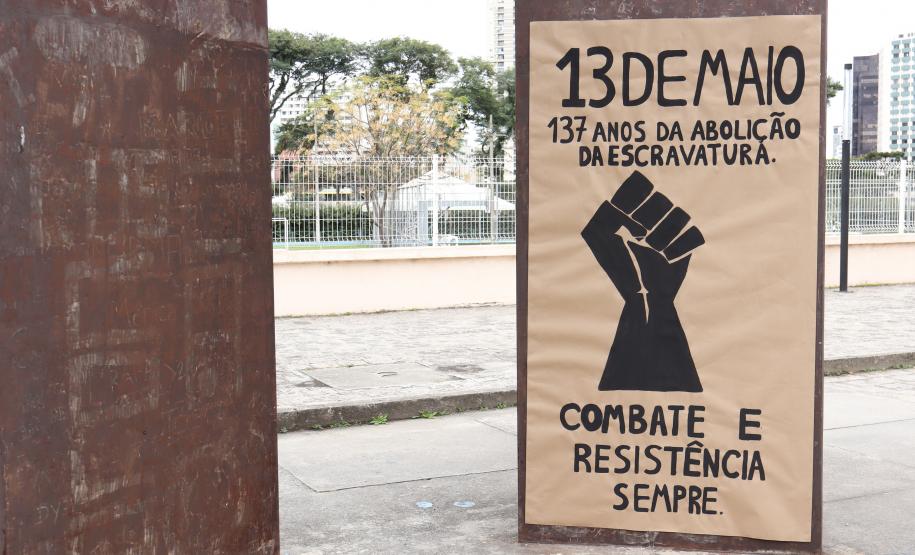 13 DE MAIO
137 ANOS DA ABOLIÇÃO
DA ESCRAVATURA.
COMBATE E
RESISTÊNCIA
SEMPRE.